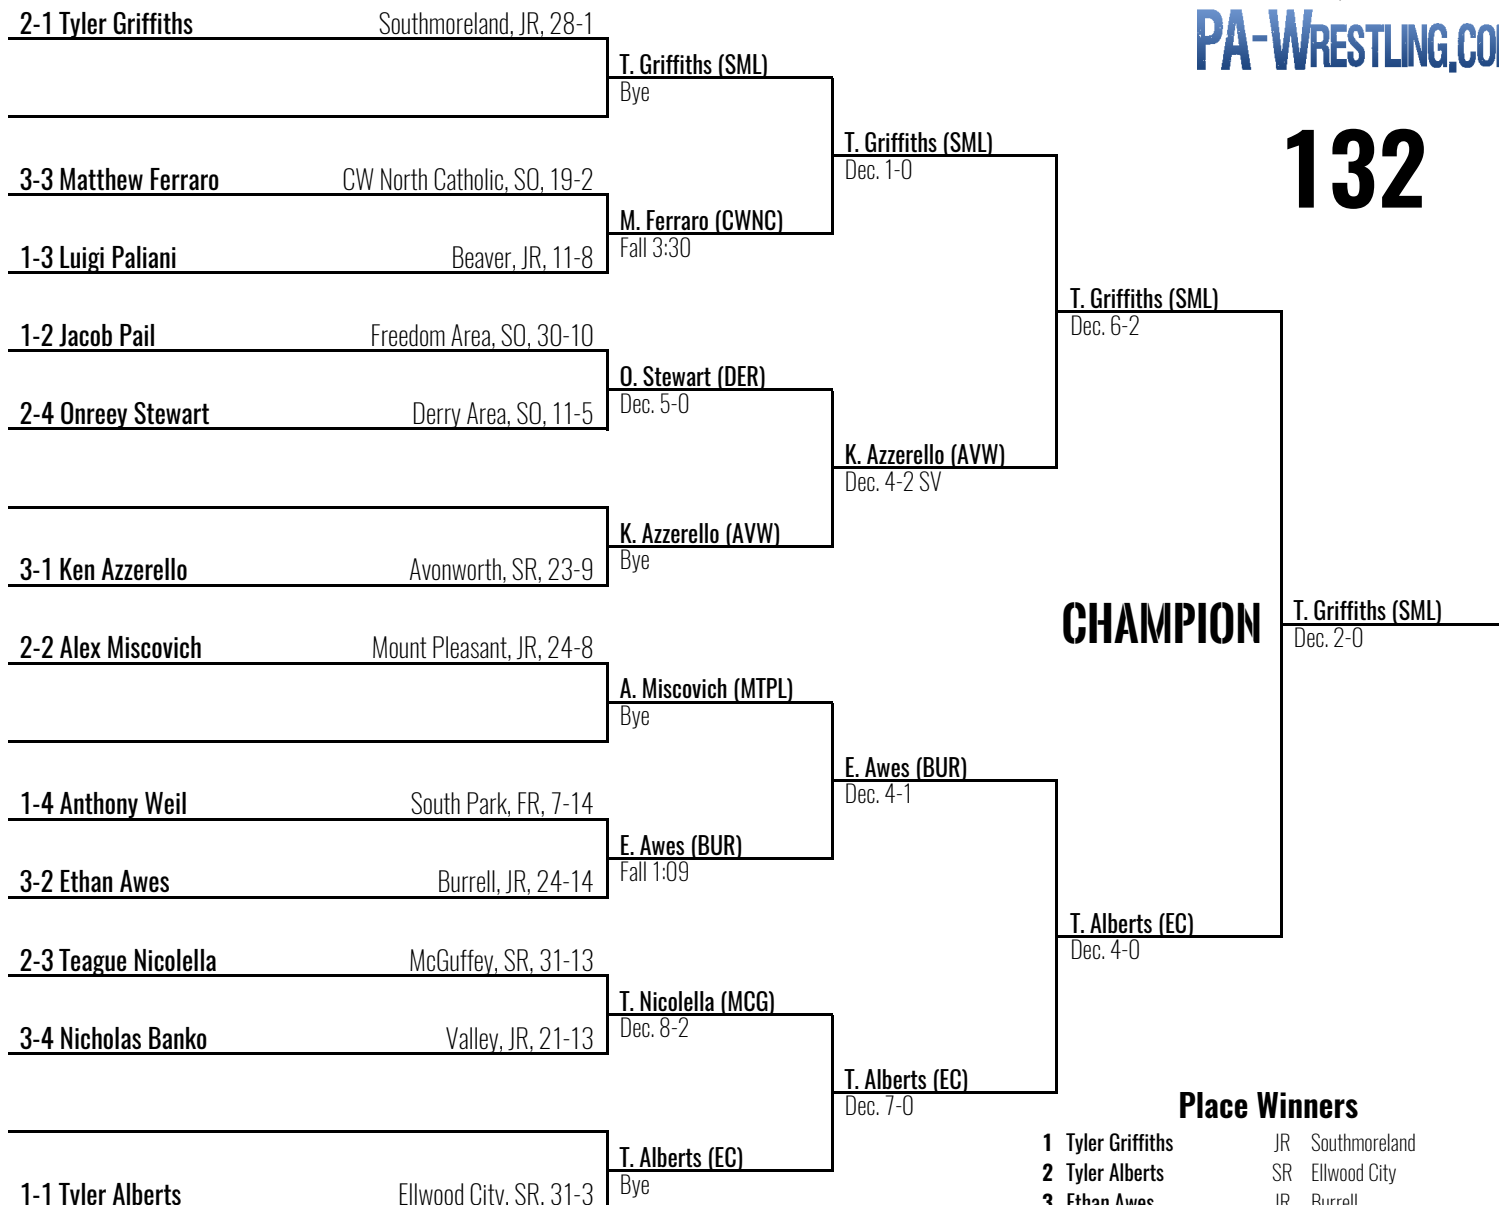 2-1 Tyler Griffiths Southmoreland, JR, 28-1
3-3 Matthew Ferraro CW North Catholic, SO, 19-2
1-3 Luigi Paliani Beaver, JR, 11-8
1-2 Jacob Pail Freedom Area, SO, 30-10
2-4 Onreey Stewart Derry Area, SO, 11-5
3-1 Ken Azzerello Avonworth, SR, 23-9
2-2 Alex Miscovich Mount Pleasant, JR, 24-8
1-4 Anthony Weil South Park, FR, 7-14
3-2 Ethan Awes Burrell, JR, 24-14
2-3 Teague Nicolella McGuffey, SR, 31-13
3-4 Nicholas Banko Valley, JR, 21-13
1-1 Tyler Alberts Ellwood City, SR, 31-3
T. Griffiths (SML)
Bye
M. Ferraro (CWNC)
Fall 3:30
O. Stewart (DER)
Dec. 5-0
K. Azzerello (AVW)
Bye
A. Miscovich (MTPL)
Bye
E. Awes (BUR)
Fall 1:09
T. Nicolella (MCG)
Dec. 8-2
T. Alberts (EC)
Bye
T. Griffiths (SML)
Dec. 1-0
K. Azzerello (AVW)
Dec. 4-2 SV
E. Awes (BUR)
Dec. 4-1
T. Alberts (EC)
Dec. 7-0
T. Griffiths (SML)
Dec. 6-2
T. Alberts (EC)
Dec. 4-0
CHAMPION
T. Griffiths (SML)
Dec. 2-0
PA-WRESTLING.CO
132
Place Winners
1 Tyler Griffiths JR Southmoreland
2 Tyler Alberts SR Ellwood City
3 Ethan Awes JR Burrell